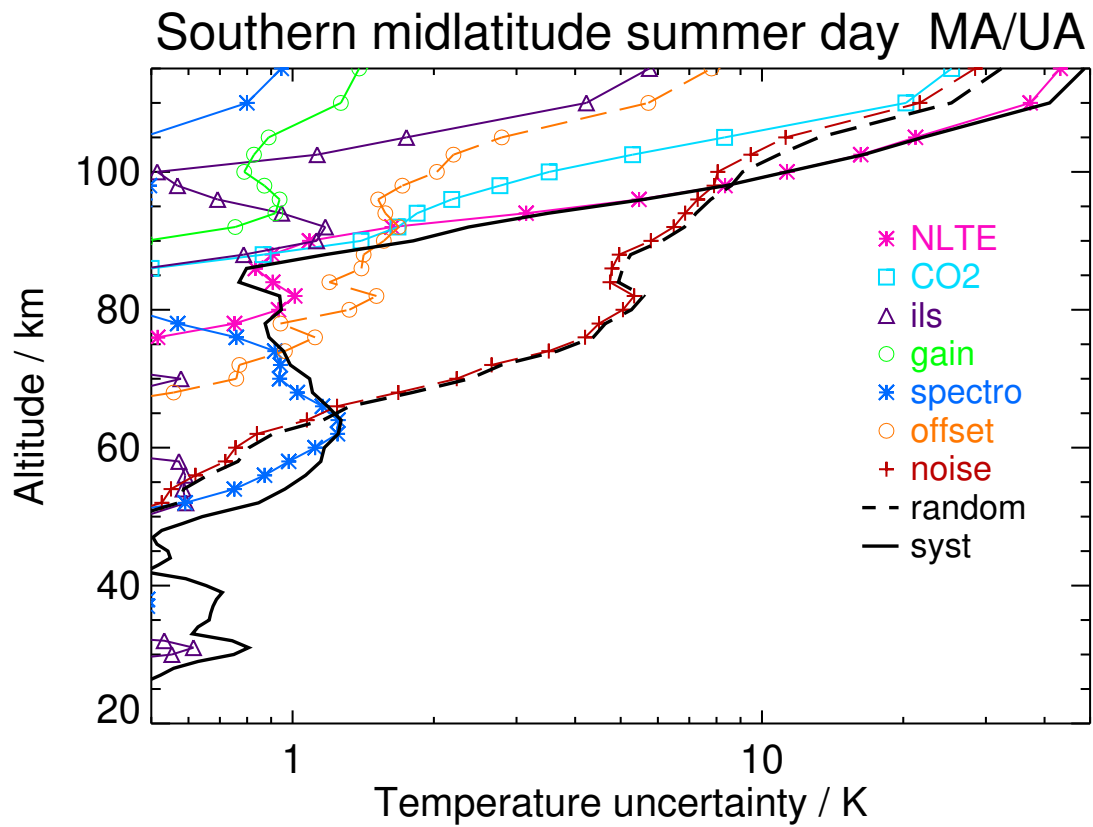 Southern midlatitude summer day MA/UA
Altitude / km
100
80
60
40
20
1
10
Temperature uncertainty / K
NLTE
CO2
ils
gain
spectro
offset
noise
random
syst